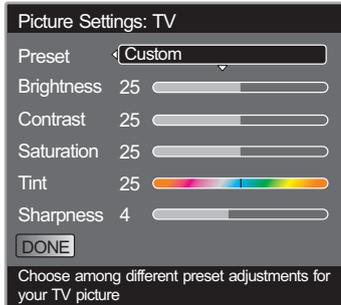 Picture Settings: TV
Preset Custom
Brightness 25
Contrast 25
Saturation 25
Tint 25
Sharpness 4
DONE
Choose among different preset adjustments for
your TV picture